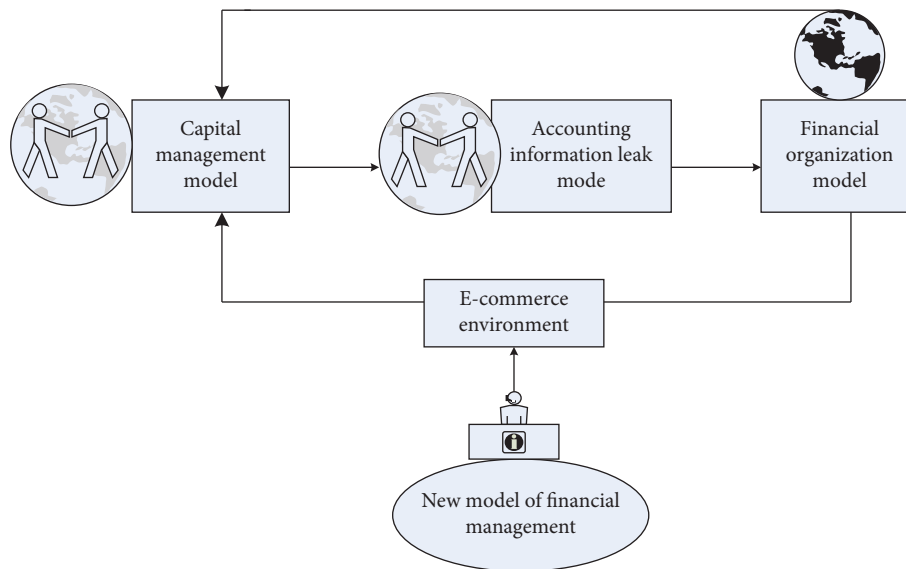 Capital
management
model
Accounting
information leak
mode
Financial
organization
model
E-commerce
environment
i
New model of financial
management